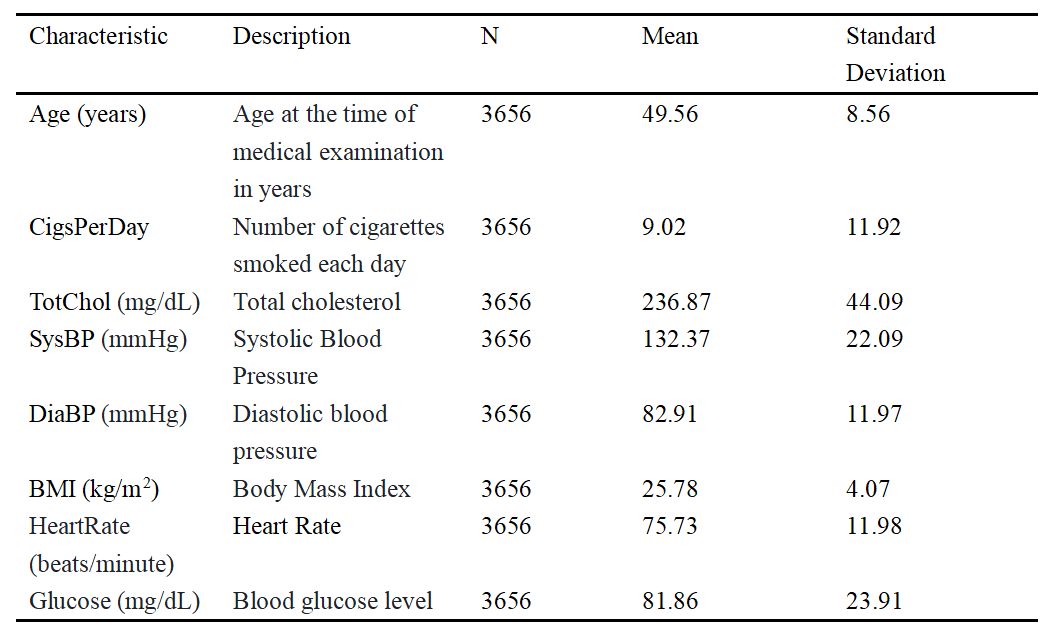 Characteristic Description N Mean Standard
Deviation
Age (years) Age at the time of 3656 49.56 8.56
medical examination
in years
CigsPerDay Number of cigarettes 3656 9.02 11.92
smoked each day
TotChol (mg/dL) Total cholesterol 3656 236.87 44.09
SysBP (mmHg) Systolic Blood 3656 132.37 22.09
Pressure
DiaBP (mmHg) Diastolic blood 3656 82.91 11.97
pressure
BMI (kg/m²) Body Mass Index 3656 25.78 4.07
HeartRate Heart Rate 3656 75.73 11.98
(beats/minute)
Glucose (mg/dL) Blood glucose level 3656 81.86 23.91